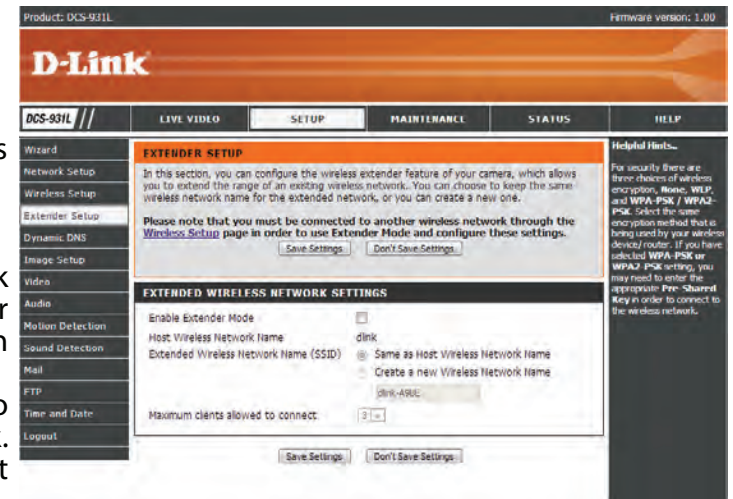 Product: DCS-931L Firmware version: 1.00
D-Link
DCS-931L // LIVE VIDEO SETUP MAINTENANCE STATUS HELP
Wizard
Network Setup
Wireless Setup
Extender Setup
Dynamic DNS
Image Setup
Video
Audio
Motion Detection
Sound Detection
Mail
FTP
Time and Date
Logout
EXTENDER SETUP
In this section, you can configure the wireless extender feature of your camera, which allows
you to extend the range of an existing wireless network. You can choose to keep the same
wireless network name for the extended network, or you can create a new one.
Please note that you must be connected to another wireless network through the
Wireless Setup page in order to use Extender Mode and configure these settings.
Save Settings Don't Save Settings
EXTENDED WIRELESS NETWORK SETTINGS
Enable Extender Mode
Host Wireless Network Name dlink
Extended Wireless Network Name (SSID) Same as Host Wireless Network Name
Create a new Wireless Network Name
Maximum clients allowed to connect 3
Save Settings Don't Save Settings
Helpful Hints..
For security there are
three choices of wireless
encryption, None, WEP,
and WPA-PSK / WPA2-
PSK. Select the same
encryption method that is
being used by your wireless
device/router. If you have
selected WPA-PSK or
WPA2-PSK setting, you
may need to enter the
appropriate Pre-Shared
Key in order to connect to
the wireless network.